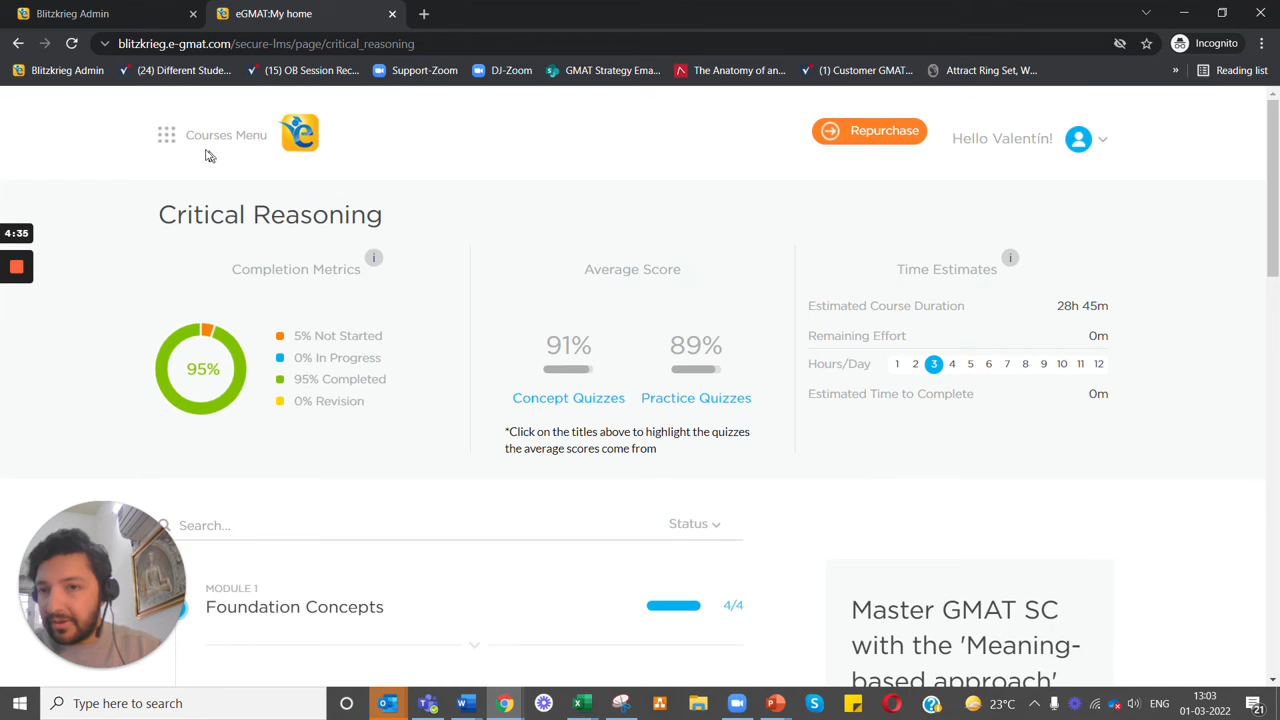 Blitzkrieg Admin
eGMAT:My home
blitzkrieg.e-gmat.com/secure-lms/page/critical_reasoning
Incognito
Blitzkrieg Admin
(24) Different Stude...
(15) OB Session Rec...
Support-Zoom
DJ-Zoom
GMAT Strategy Ema...
The Anatomy of an...
(1) Customer GMAT...
Attract Ring Set, W...
»
Reading list
Courses Menu
e
Repurchase
Hello Valentín!
4:35
Critical Reasoning
Completion Metrics
i
95%
5% Not Started
0% In Progress
95% Completed
0% Revision
Average Score
91%
89%
Concept Quizzes
Practice Quizzes
*Click on the titles above to highlight the quizzes
the average scores come from
Time Estimates
i
Estimated Course Duration 28h 45m
Remaining Effort 0m
Hours/Day 1 2 3 4 5 6 7 8 9 10 11 12
Estimated Time to Complete 0m
Search...
Status
MODULE 1
Foundation Concepts
4/4
Master GMAT SC
with the 'Meaning-
based approach'
Type here to search
23°C
ENG
13:03
01-03-2022
21